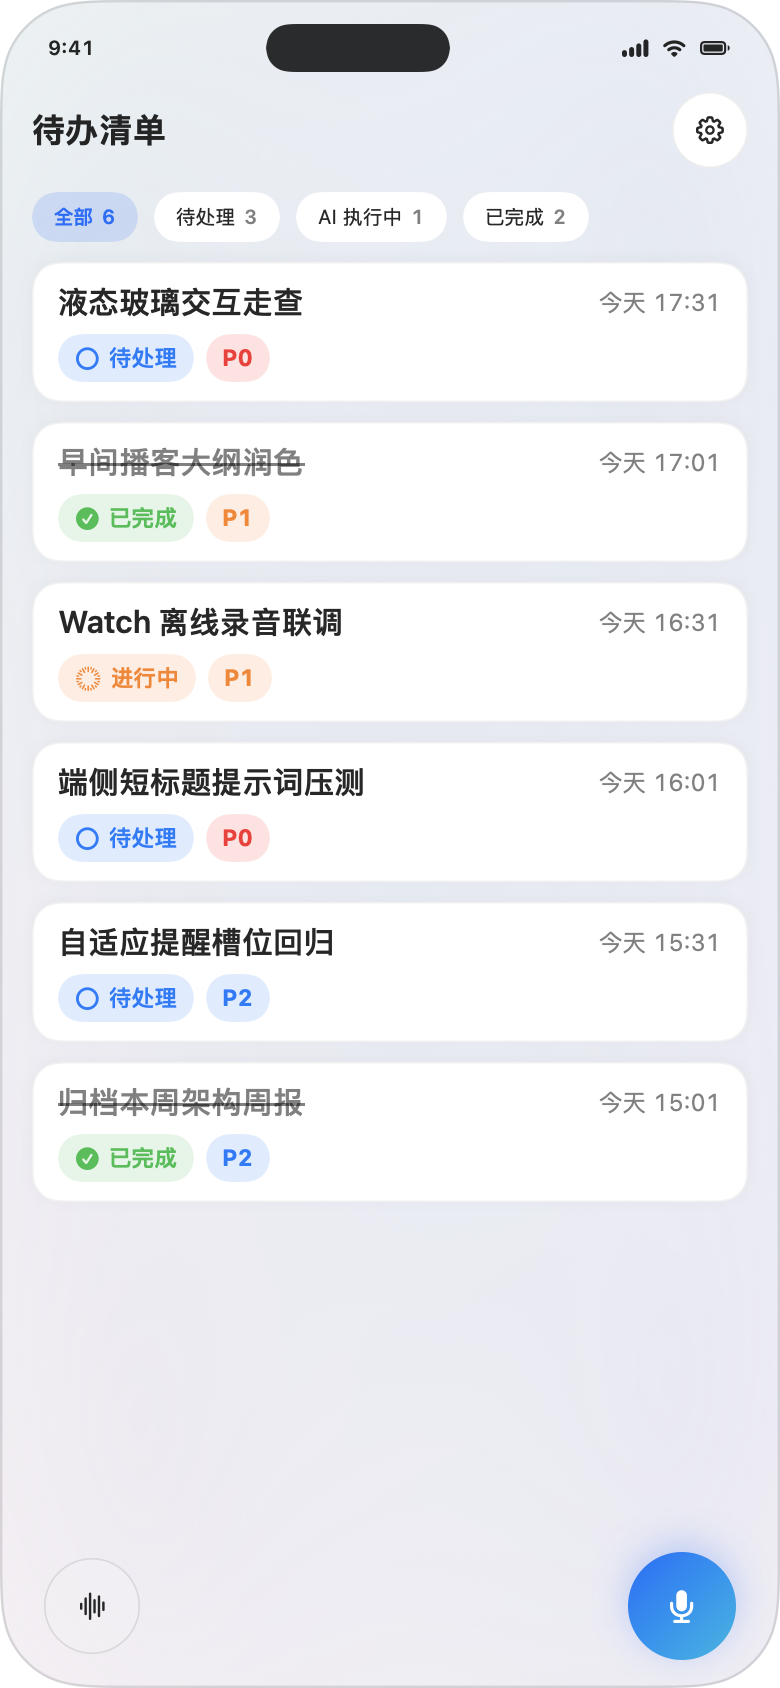 9:41
待办清单
全部 6 待处理 3 AI 执行中 1 已完成 2
液态玻璃交互走查 今天 17:31
待处理 P0
早间播客大纲润色 今天 17:01
已完成 P1
Watch 离线录音联调 今天 16:31
进行中 P1
端侧短标题提示词压测 今天 16:01
待处理 P0
自适应提醒槽位回归 今天 15:31
待处理 P2
归档本周架构周报 今天 15:01
已完成 P2